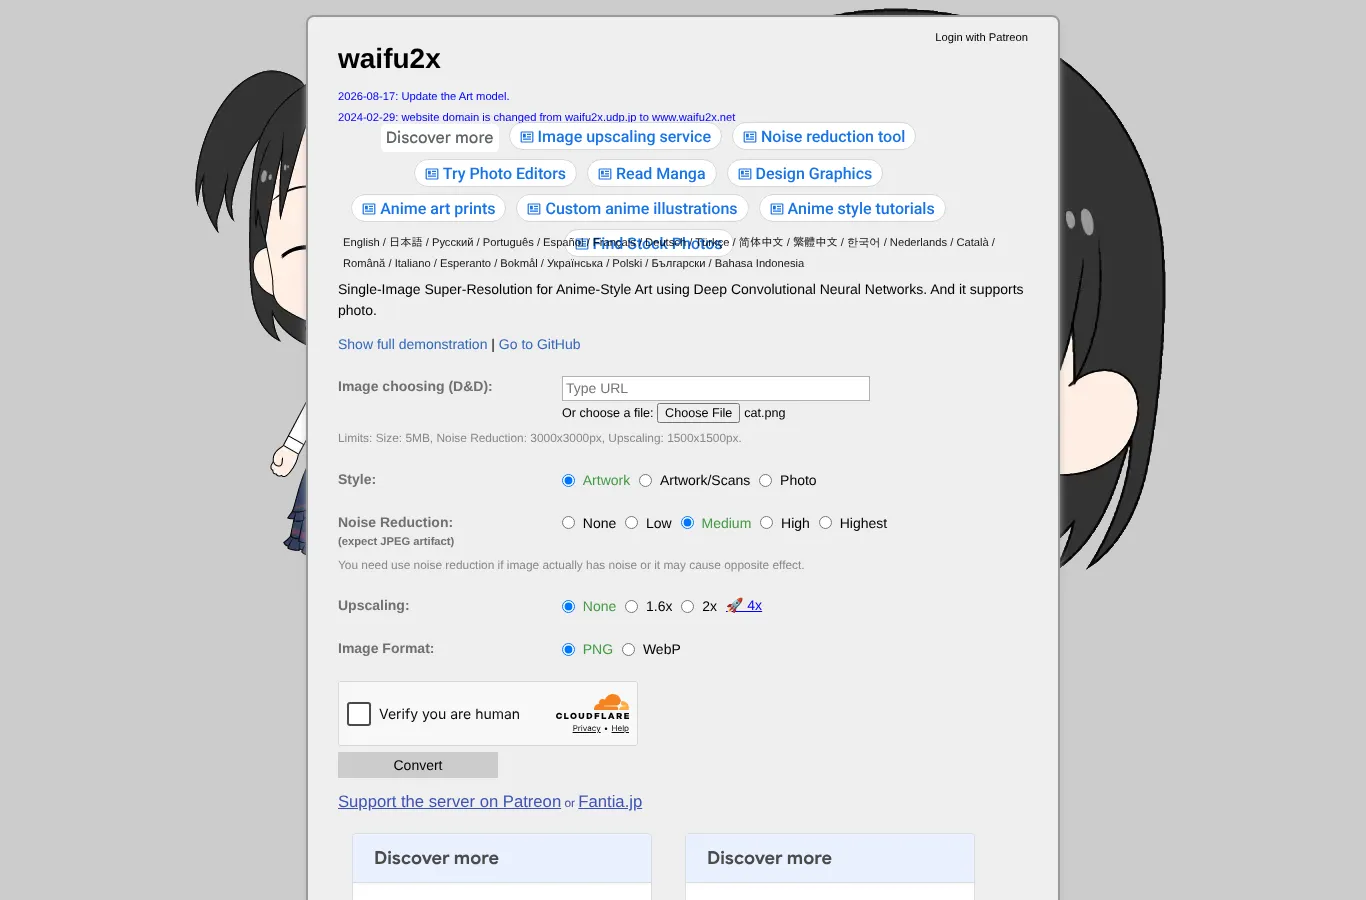 Login with Patreon
waifu2x
2026-08-17: Update the Art model.
2024-02-29: website domain is changed from waifu2x.udp.jp to www.waifu2x.net
Discover more
Image upscaling service
Noise reduction tool
Try Photo Editors
Read Manga
Design Graphics
Anime art prints
Custom anime illustrations
Anime style tutorials
Find Stock Photos
English / 日本語 / Русский / Português / Español / Français / Deutsch / Türkçe / 简体中文 / 繁體中文 / 한국어 / Nederlands / Català /
Română / Italiano / Esperanto / Bokmål / Українська / Polski / Български / Bahasa Indonesia
Single-Image Super-Resolution for Anime-Style Art using Deep Convolutional Neural Networks. And it supports
photo.
Show full demonstration | Go to GitHub
Image choosing (D&D):
Type URL
Or choose a file: Choose File cat.png
Limits: Size: 5MB, Noise Reduction: 3000x3000px, Upscaling: 1500x1500px.
Style: Artwork Artwork/Scans Photo
Noise Reduction: None Low Medium High Highest
(expect JPEG artifact)
You need use noise reduction if image actually has noise or it may cause opposite effect.
Upscaling: None 1.6x 2x 🚀 4x
Image Format: PNG WebP
Verify you are human
CLOUDFLARE
Privacy • Help
Convert
Support the server on Patreon or Fantia.jp
Discover more
Discover more